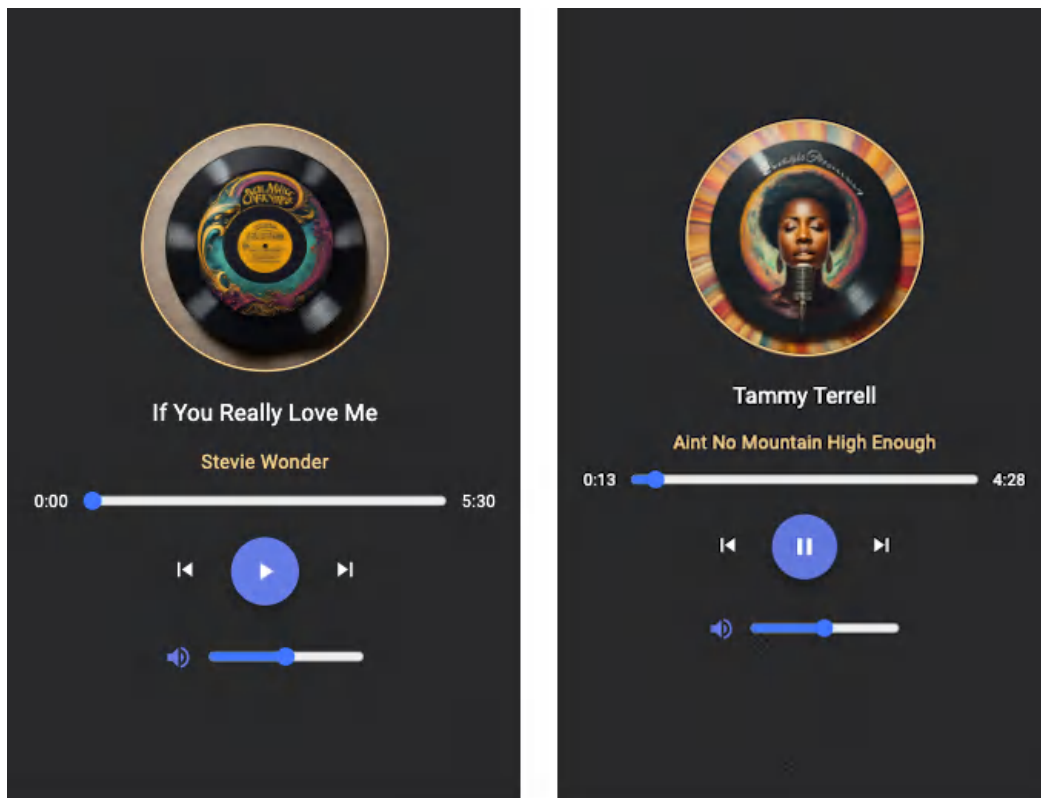 If You Really Love Me
Stevie Wonder
0:00 5:30
Tammy Terrell
Aint No Mountain High Enough
0:13 4:28